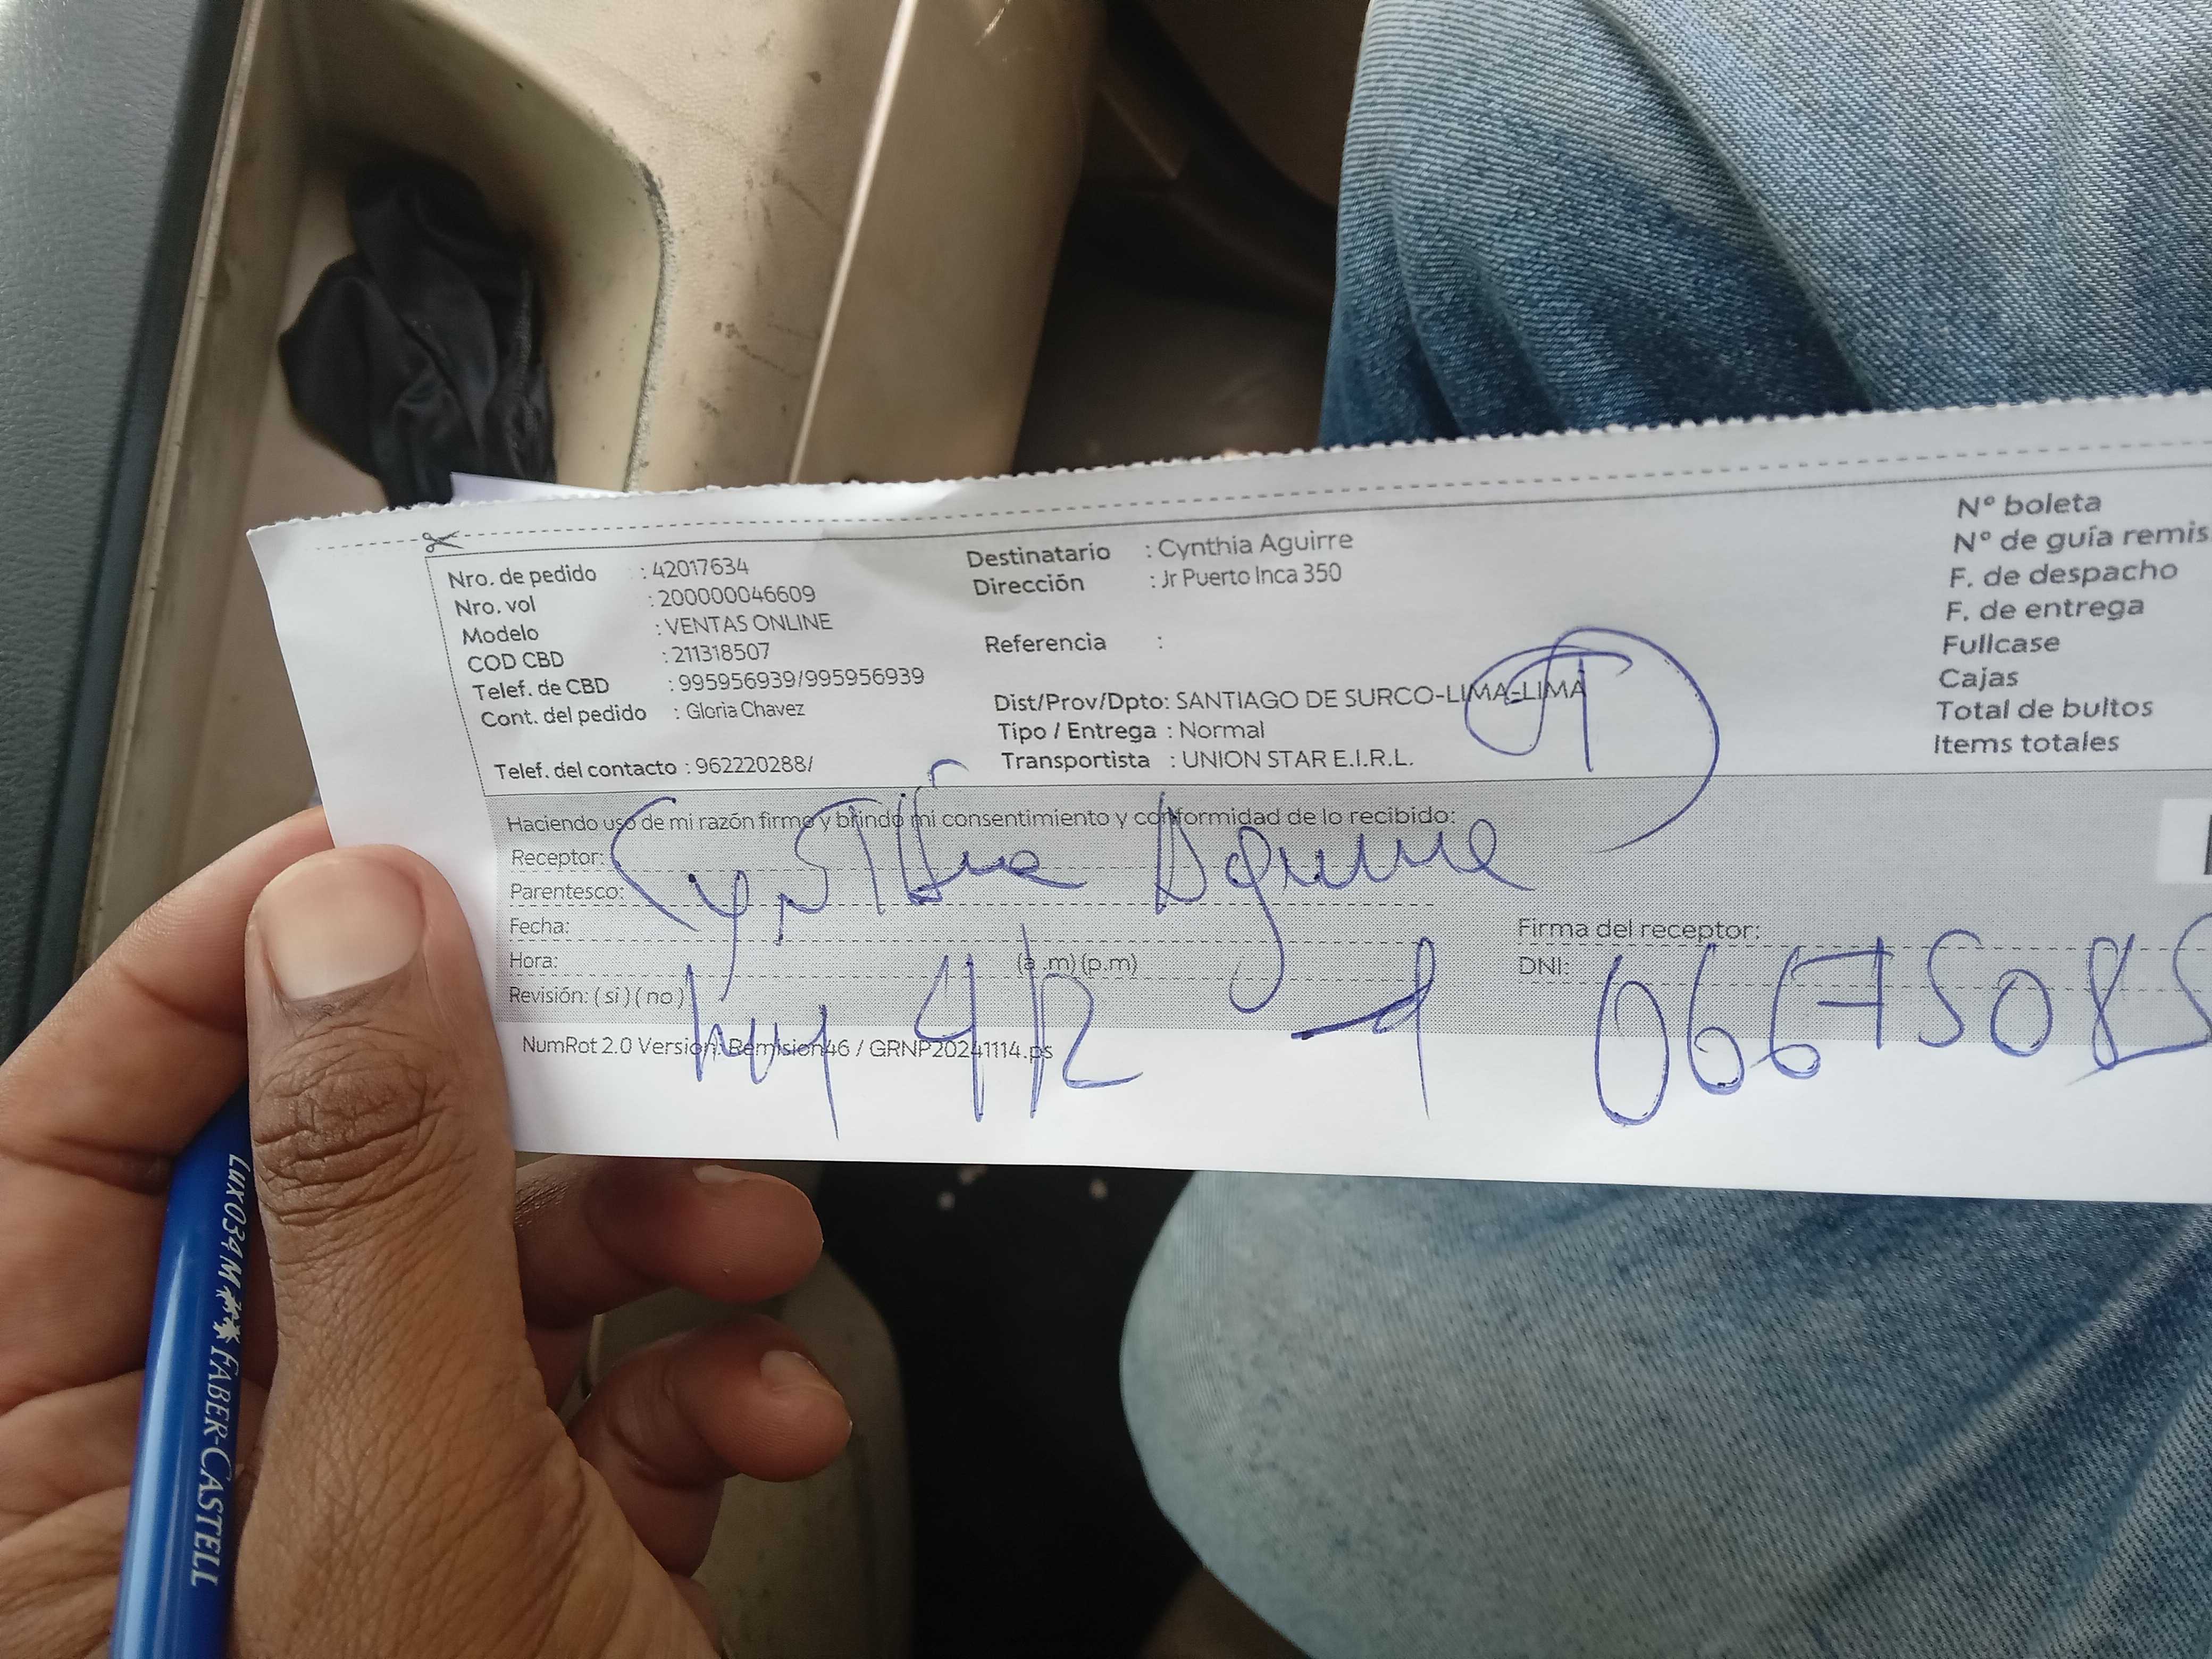 Nro. de pedido : 42017634
Nro. vol : 200000046609
Modelo : VENTAS ONLINE
COD CBD : 211318507
Telef. de CBD : 995956939/995956939
Cont. del pedido : Gloria Chavez
Telef. del contacto : 962220288/
Destinatario : Cynthia Aguirre
Dirección : Jr Puerto Inca 350
Referencia :
Dist/Prov/Dpto: SANTIAGO DE SURCO-LIMA-LIMA
Tipo / Entrega : Normal
Transportista : UNION STAR E.I.R.L.
N° boleta
N° de guía remis
F. de despacho
F. de entrega
Fullcase
Cajas
Total de bultos
Items totales
Haciendo uso de mi razón firmo y brindo mi consentimiento y conformidad de lo recibido:
Receptor: Cynthia Aguirre
Parentesco:
Fecha:
Hora: (a .m) (p.m)
Revisión: ( si ) ( no )
Firma del receptor:
DNI: 0667508
NumRot 2.0 Version: Remision46 / GRNP20241114.ps
Lux034M FABER-CASTELL